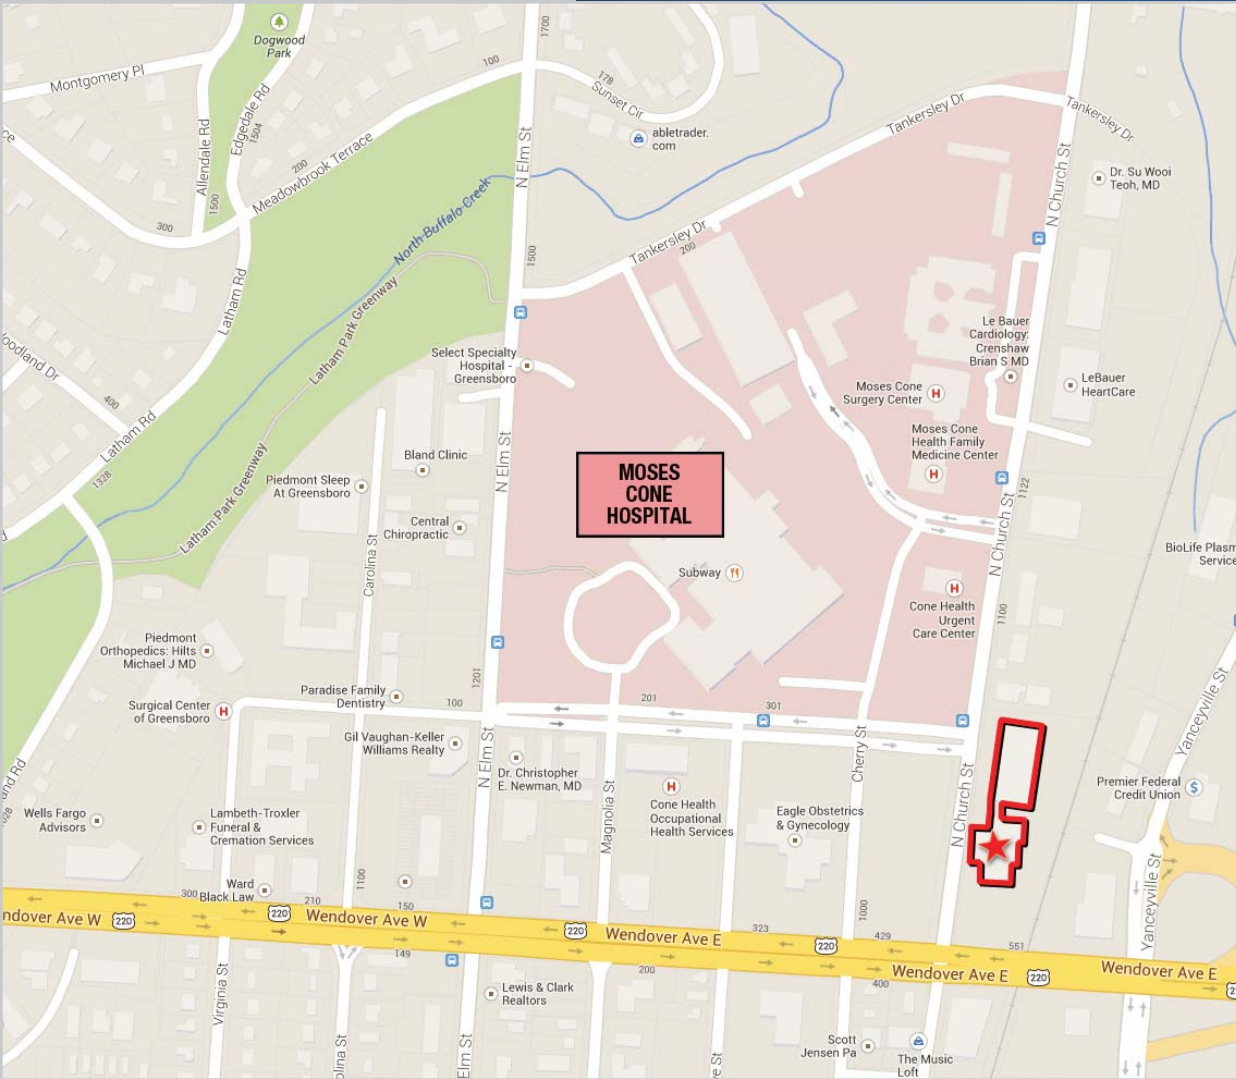 1700
Dogwood
Park
100
178
Sunset Cir
Montgomery Pl
Edgedale Rd
1504
Allendale Rd
1500
abletrader.
com
Tankersley Dr
Tankersley Dr
Meadowbrook Terrace
200
300
N Elm St
North Buffalo Creek
N Church St
Dr. Su Wooi
Teoh, MD
Tankersley Dr
200
1500
Latham Rd
Latham Park Greenway
Select Specialty
Hospital -
Greensboro
Le Bauer
Cardiology:
Crenshaw
Brian S MD
LeBauer
HeartCare
Moses Cone
Surgery Center
Moses Cone
Health Family
Medicine Center
400
Latham Rd
1328
Latham Park Greenway
N Elm St
Bland Clinic
Piedmont Sleep
At Greensboro
Central
Chiropractic
MOSES
CONE
HOSPITAL
1122
N Church St
Carolina St
Subway
BioLife Plasm
Service
Cone Health
Urgent
Care Center
1100
Piedmont
Orthopedics: Hilts
Michael J MD
Surgical Center
of Greensboro
Paradise Family
Dentistry
100
1201
201
301
Gil Vaughan-Keller
Williams Realty
N Elm St
Dr. Christopher
E. Newman, MD
Magnolia St
Cone Health
Occupational
Health Services
Cherry St
Eagle Obstetrics
& Gynecology
N Church St
Yanceyville St
Premier Federal
Credit Union
Wells Fargo
Advisors
Lambeth-Troxler
Funeral &
Cremation Services
Ward
Black Law
1100
1000
Yanceyville St
300
210
150
220
220
Wendover Ave W
149
220
Wendover Ave E
323
220
429
551
Wendover Ave E
220
Wendover Ave E
200
400
Virginia St
Lewis & Clark
Realtors
Elm St
Scott
Jensen Pa
The Music
Loft